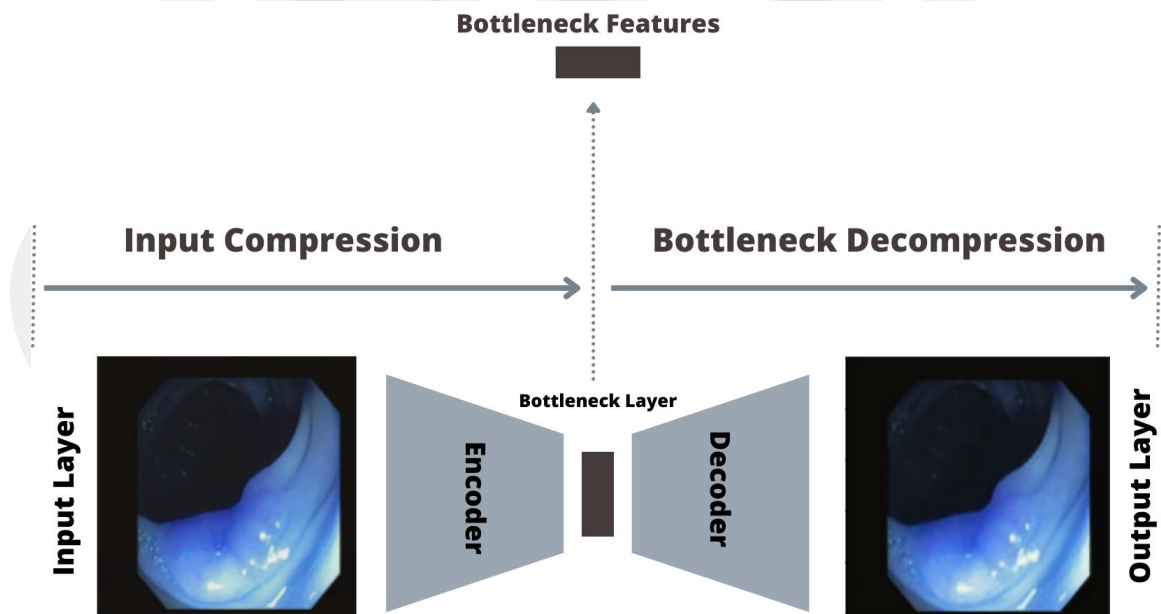 Bottleneck Features
Input Compression
Bottleneck Decompression
Input Layer
Encoder
Bottleneck Layer
Decoder
Output Layer